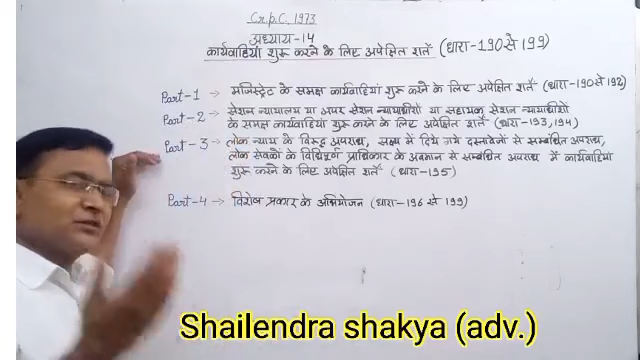 Cr.P.C. 1973
अध्याय-14
कार्यवाहियाँ शुरू करने के लिए अपेक्षित शर्तें (धारा-190 से 199)
Part-1 → मजिस्ट्रेट के समक्ष कार्यवाहियां शुरू करने के लिए अपेक्षित शर्तें (धारा-190 से 192)
Part-2 → सेशन न्यायालय या अपर सेशन न्यायाधीशों या सहायक सेशन न्यायाधीशों
के समक्ष कार्यवाहियाँ शुरू करने के लिए अपेक्षित शर्तें (धारा-193,194)
Part-3 → लोक न्याय के विरुद्ध अपराध, साक्ष्य में दिये गये दस्तावेजों से सम्बंधित अपराध,
लोक सेवकों के विधिपूर्ण प्राधिकार के अवमान से सम्बंधित अपराध में कार्यवाहियां
शुरू करने के लिए अपेक्षित शर्तें (धारा-195)
Part-4 → विशेष प्रकार के अभियोजन (धारा-196 से 199)
Shailendra shakya (adv.)